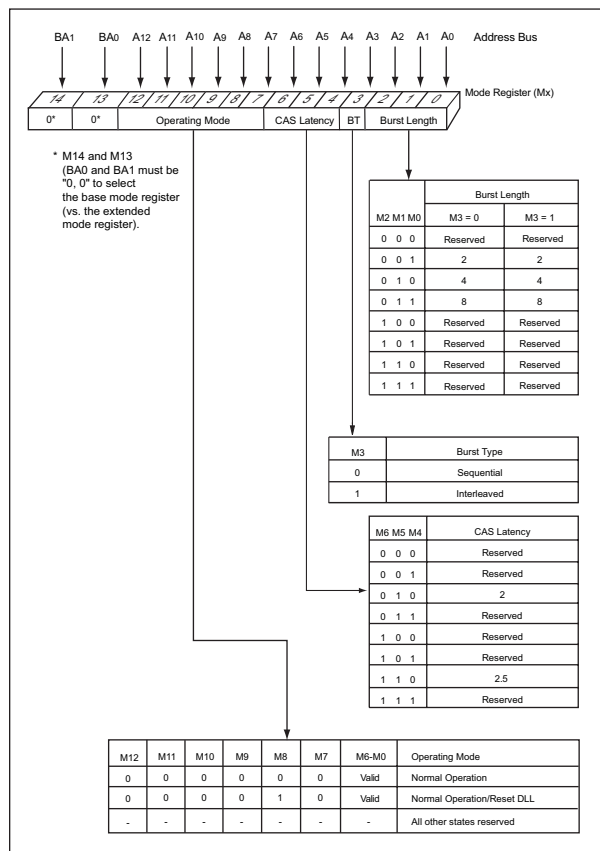 BA1 BA0 A12 A11 A10 A9 A8 A7 A6 A5 A4 A3 A2 A1 A0 Address Bus
14 13 12 11 10 9 8 7 6 5 4 3 2 1 0 Mode Register (Mx)
0* 0* Operating Mode CAS Latency BT Burst Length
* M14 and M13
(BA0 and BA1 must be
"0, 0" to select
the base mode register
(vs. the extended
mode register).
Burst Length
M2 M1 M0 M3 = 0 M3 = 1
0 0 0 Reserved Reserved
0 0 1 2 2
0 1 0 4 4
0 1 1 8 8
1 0 0 Reserved Reserved
1 0 1 Reserved Reserved
1 1 0 Reserved Reserved
1 1 1 Reserved Reserved
M3 Burst Type
0 Sequential
1 Interleaved
M6 M5 M4 CAS Latency
0 0 0 Reserved
0 0 1 Reserved
0 1 0 2
0 1 1 Reserved
1 0 0 Reserved
1 0 1 Reserved
1 1 0 2.5
1 1 1 Reserved
M12 M11 M10 M9 M8 M7 M6-M0 Operating Mode
0 0 0 0 0 0 Valid Normal Operation
0 0 0 0 1 0 Valid Normal Operation/Reset DLL
- - - - - - - All other states reserved